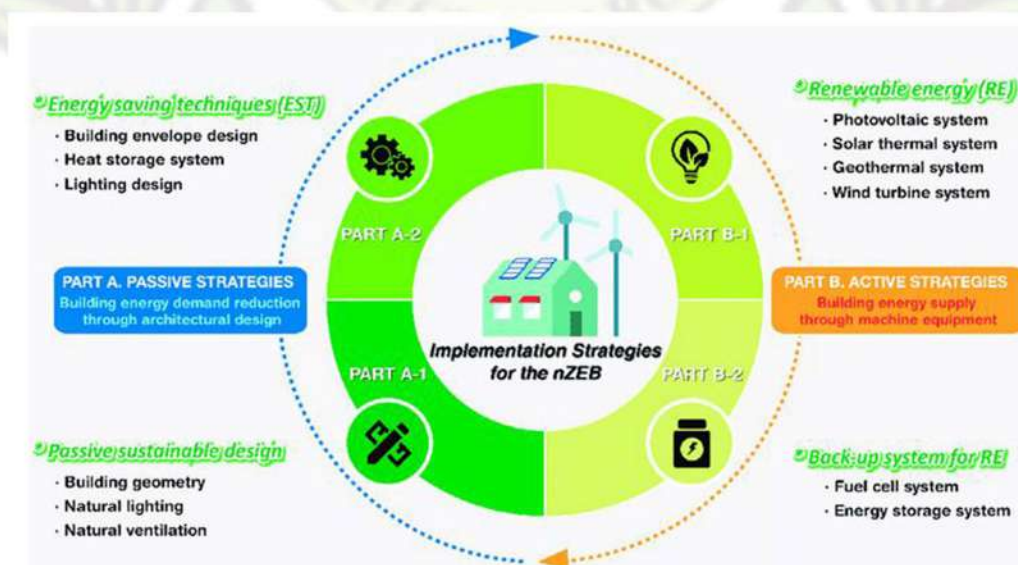 Energy saving techniques (EST)
· Building envelope design
· Heat storage system
· Lighting design
Renewable energy (RE)
· Photovoltaic system
· Solar thermal system
· Geothermal system
· Wind turbine system
PART A-2
PART B-1
PART A. PASSIVE STRATEGIES
Building energy demand reduction
through architectural design
PART B. ACTIVE STRATEGIES
Building energy supply
through machine equipment
Implementation Strategies
for the nZEB
PART A-1
PART B-2
Passive sustainable design
· Building geometry
· Natural lighting
· Natural ventilation
Back-up system for RE
· Fuel cell system
· Energy storage system